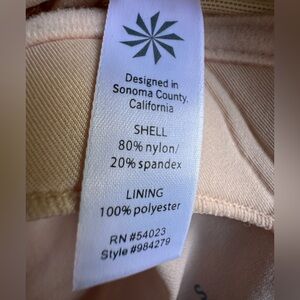 Designed in
Sonoma County,
California
SHELL
80% nylon/
20% spandex
LINING
100% polyester
RN #54023
Style #984279
S